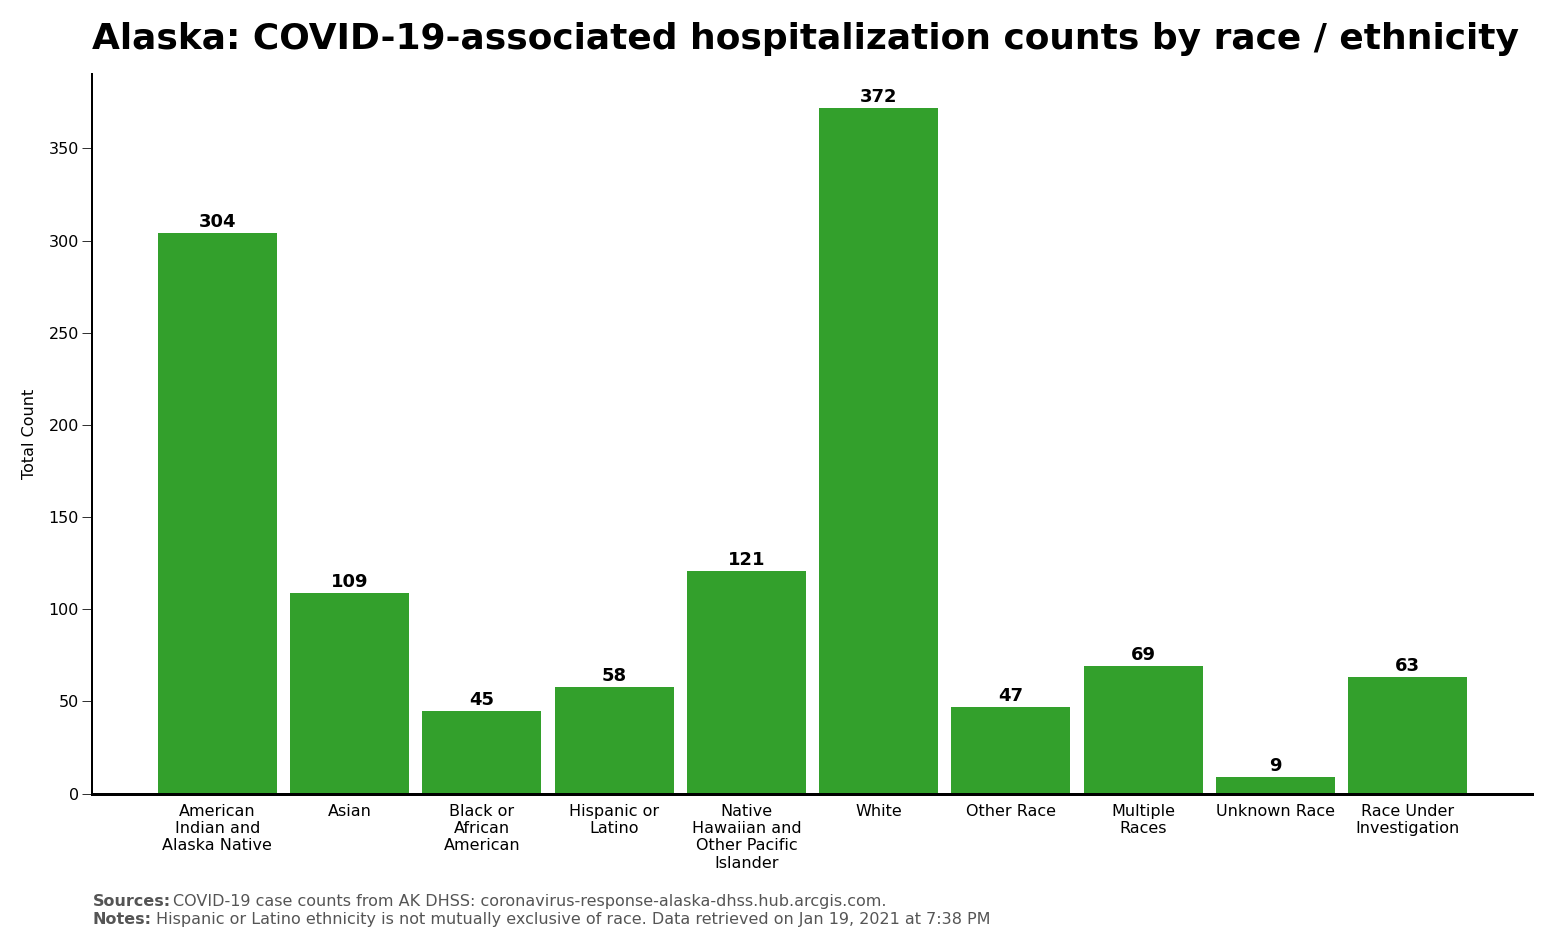 Alaska: COVID-19-associated hospitalization counts by race / ethnicity
372
350
304
300
250
200
Total Count
150
121
109
100
69
63
58
50
47
45
9
0
American
Indian and
Alaska Native
Asian
Black or
African
American
Hispanic or
Latino
Native
Hawaiian and
Other Pacific
Islander
White
Other Race
Multiple
Races
Unknown Race
Race Under
Investigation
Sources: COVID-19 case counts from AK DHSS: coronavirus-response-alaska-dhss.hub.arcgis.com.
Notes: Hispanic or Latino ethnicity is not mutually exclusive of race. Data retrieved on Jan 19, 2021 at 7:38 PM